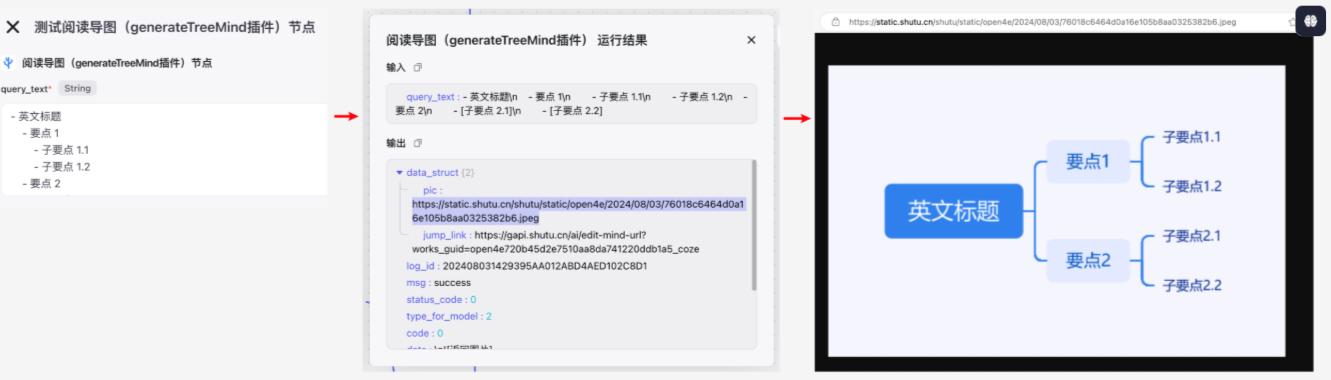 测试阅读导图（generateTreeMind插件）节点
阅读导图（generateTreeMind插件）节点
query_text* String
- 英文标题
- 要点 1
- 子要点 1.1
- 子要点 1.2
- 要点 2
阅读导图（generateTreeMind插件） 运行结果
输入
query_text : - 英文标题\n - 要点 1\n - 子要点 1.1\n - 子要点 1.2\n -
要点 2\n - [子要点 2.1]\n - [子要点 2.2]
输出
data_struct {2}
pic :
https://static.shutu.cn/shutu/static/open4e/2024/08/03/76018c6464d0a1
6e105b8aa0325382b6.jpeg
jump_link : https://gapi.shutu.cn/ai/edit-mind-url?
works_guid=open4e720b45d2e7510aa8da741220ddb1a5_coze
log_id : 202408031429395AA012ABD4AED102C8D1
msg : success
status_code : 0
type_for_model : 2
code : 0
https://static.shutu.cn/shutu/static/open4e/2024/08/03/76018c6464d0a16e105b8aa0325382b6.jpeg
英文标题
要点1
子要点1.1
子要点1.2
要点2
子要点2.1
子要点2.2